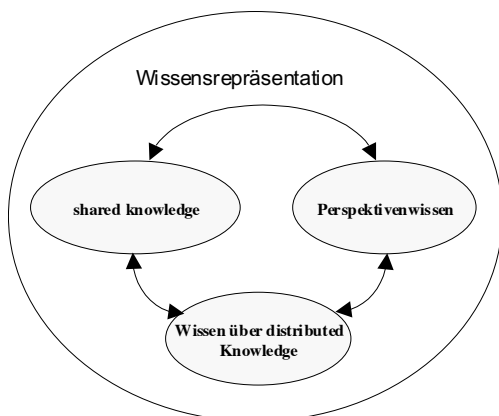 Wissensrepräsentation
shared knowledge
Perspektivenwissen
Wissen über distributed
Knowledge